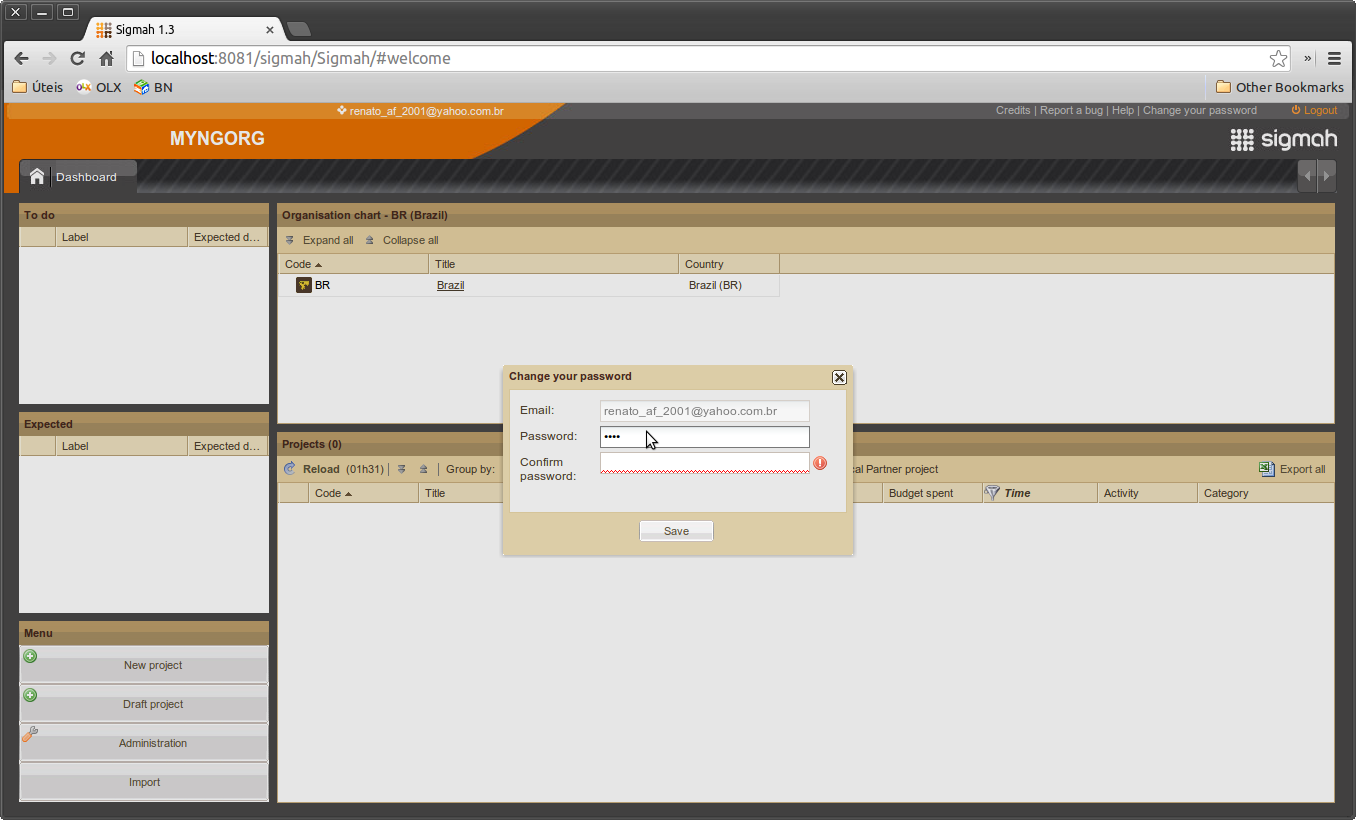 Sigmah 1.3
localhost:8081/sigmah/Sigmah/#welcome
Úteis
OLX
BN
Other Bookmarks
renato_af_2001@yahoo.com.br
Credits | Report a bug | Help | Change your password
Logout
MYNGORG
sigmah
Dashboard
To do
Label
Expected d...
Organisation chart - BR (Brazil)
Expand all
Collapse all
Code
Title
Country
BR
Brazil
Brazil (BR)
Expected
Label
Expected d...
Projects (0)
Reload (01h31)
Group by:
cal Partner project
Export all
Code
Title
Budget spent
Time
Activity
Category
Change your password
Email:
renato_af_2001@yahoo.com.br
Password:
••••
Confirm
password:
Save
Menu
New project
Draft project
Administration
Import